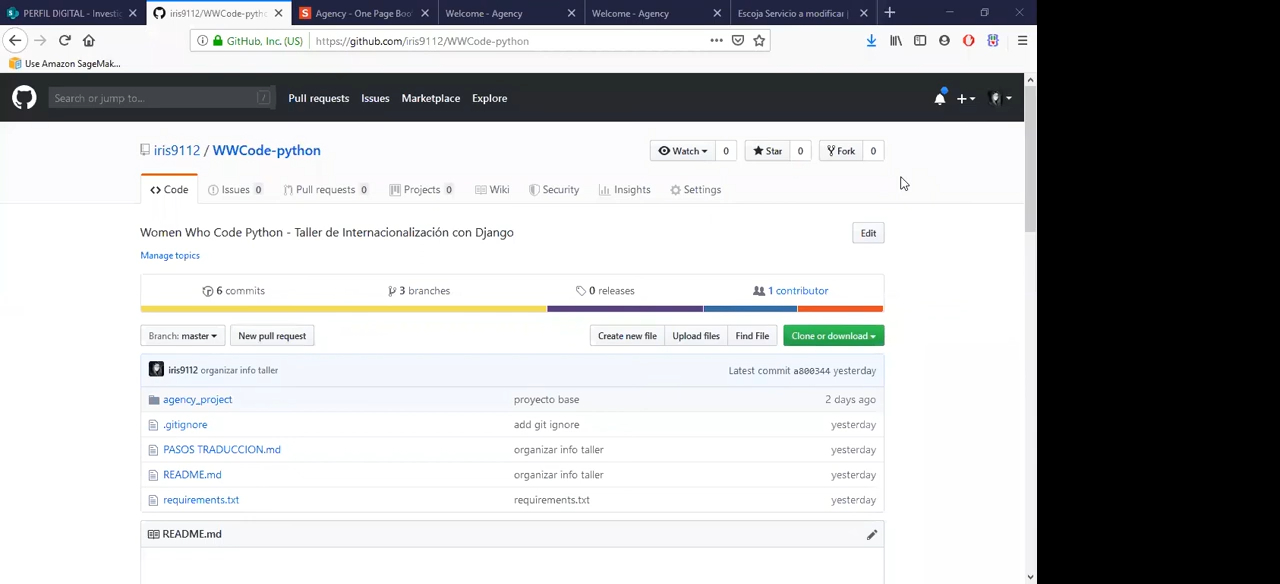 PERFIL DIGITAL - Investig
iris9112/WWCode-pytho
Agency - One Page Boo
Welcome - Agency
Welcome - Agency
Escoja Servicio a modificar
GitHub, Inc. (US)
https://github.com/iris9112/WWCode-python
Use Amazon SageMak...
Search or jump to...
/
Pull requests
Issues
Marketplace
Explore
iris9112 / WWCode-python
Watch 0
Star 0
Fork 0
Code
Issues 0
Pull requests 0
Projects 0
Wiki
Security
Insights
Settings
Women Who Code Python - Taller de Internacionalización con Django
Edit
Manage topics
6 commits
3 branches
0 releases
1 contributor
Branch: master
New pull request
Create new file
Upload files
Find File
Clone or download
iris9112 organizar info taller
Latest commit a800344 yesterday
agency_project proyecto base 2 days ago
.gitignore add git ignore yesterday
PASOS TRADUCCION.md organizar info taller yesterday
README.md organizar info taller yesterday
requirements.txt requirements.txt yesterday
README.md